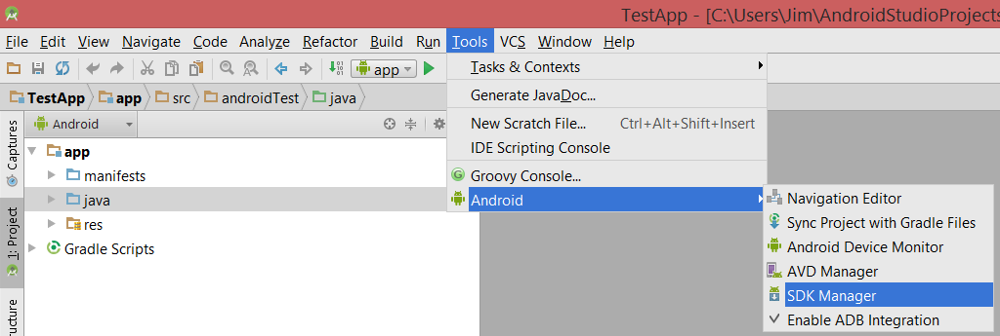 TestApp - [C:\Users\Jim\AndroidStudioProjects
File Edit View Navigate Code Analyze Refactor Build Run Tools VCS Window Help
app
Tasks & Contexts
TestApp app src androidTest java
Generate JavaDoc...
Android
New Scratch File... Ctrl+Alt+Shift+Insert
IDE Scripting Console
Groovy Console...
Android
Captures
1: Project
ructure
app
manifests
java
res
Gradle Scripts
Navigation Editor
Sync Project with Gradle Files
Android Device Monitor
AVD Manager
SDK Manager
Enable ADB Integration